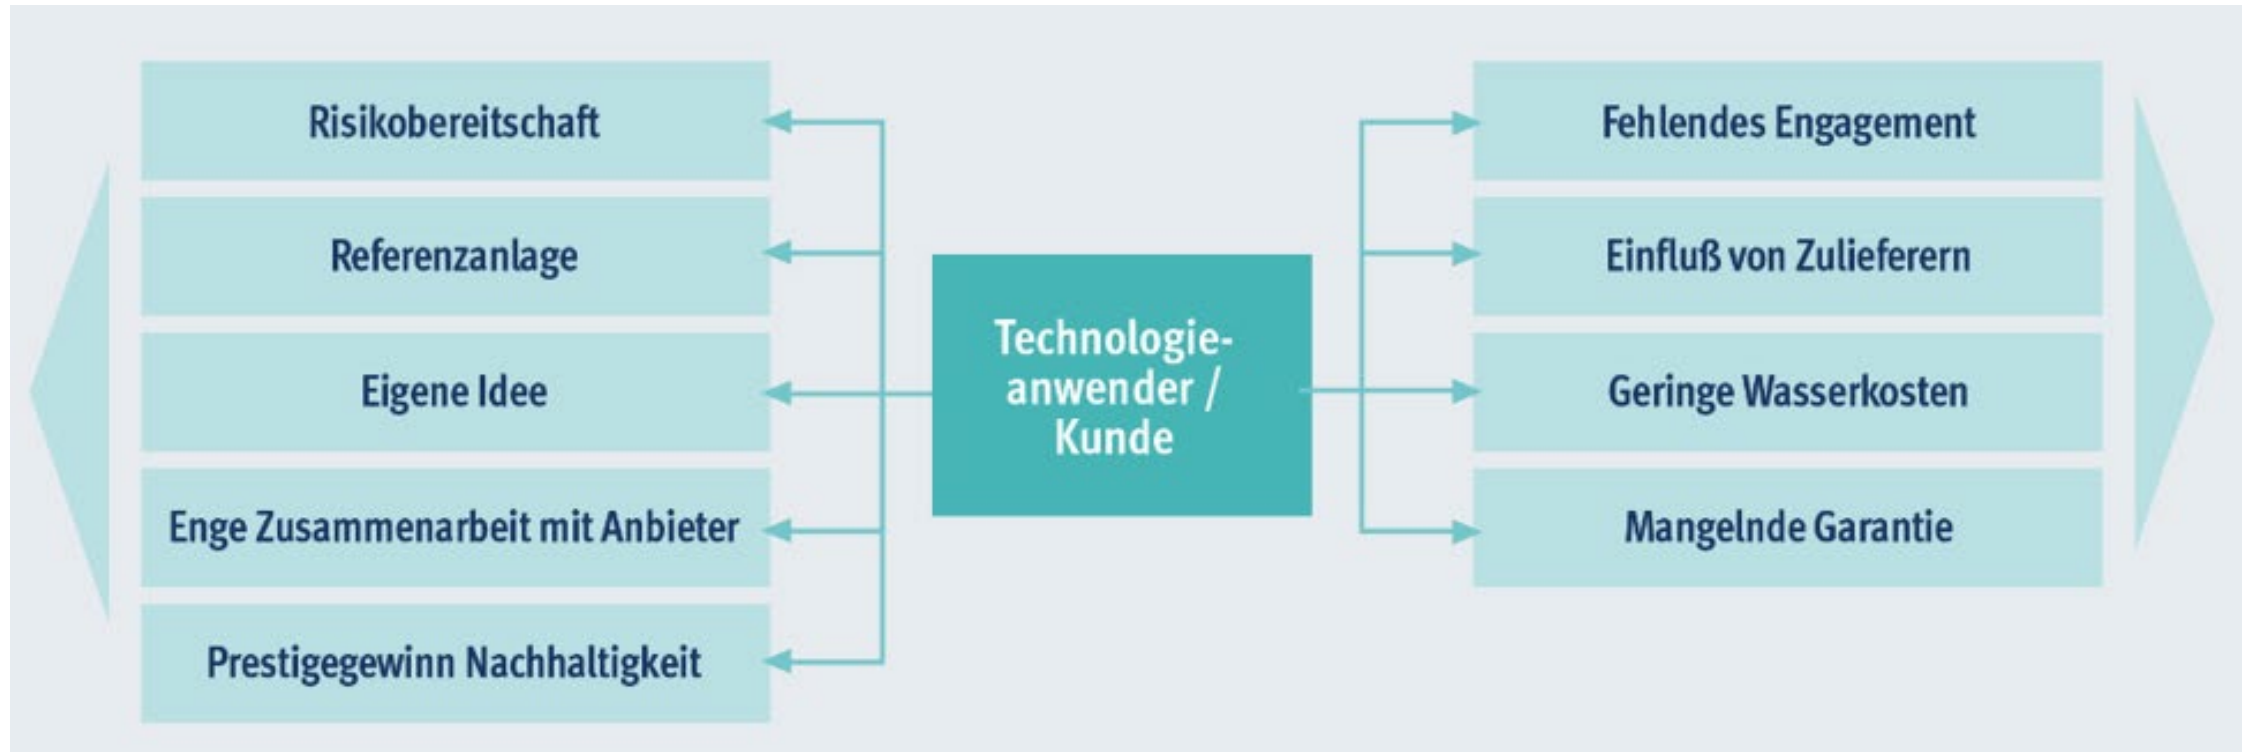 Risikobereitschaft
Referenzanlage
Eigene Idee
Enge Zusammenarbeit mit Anbieter
Prestigegewinn Nachhaltigkeit
Technologie-
anwender /
Kunde
Fehlendes Engagement
Einfluß von Zulieferern
Geringe Wasserkosten
Mangelnde Garantie